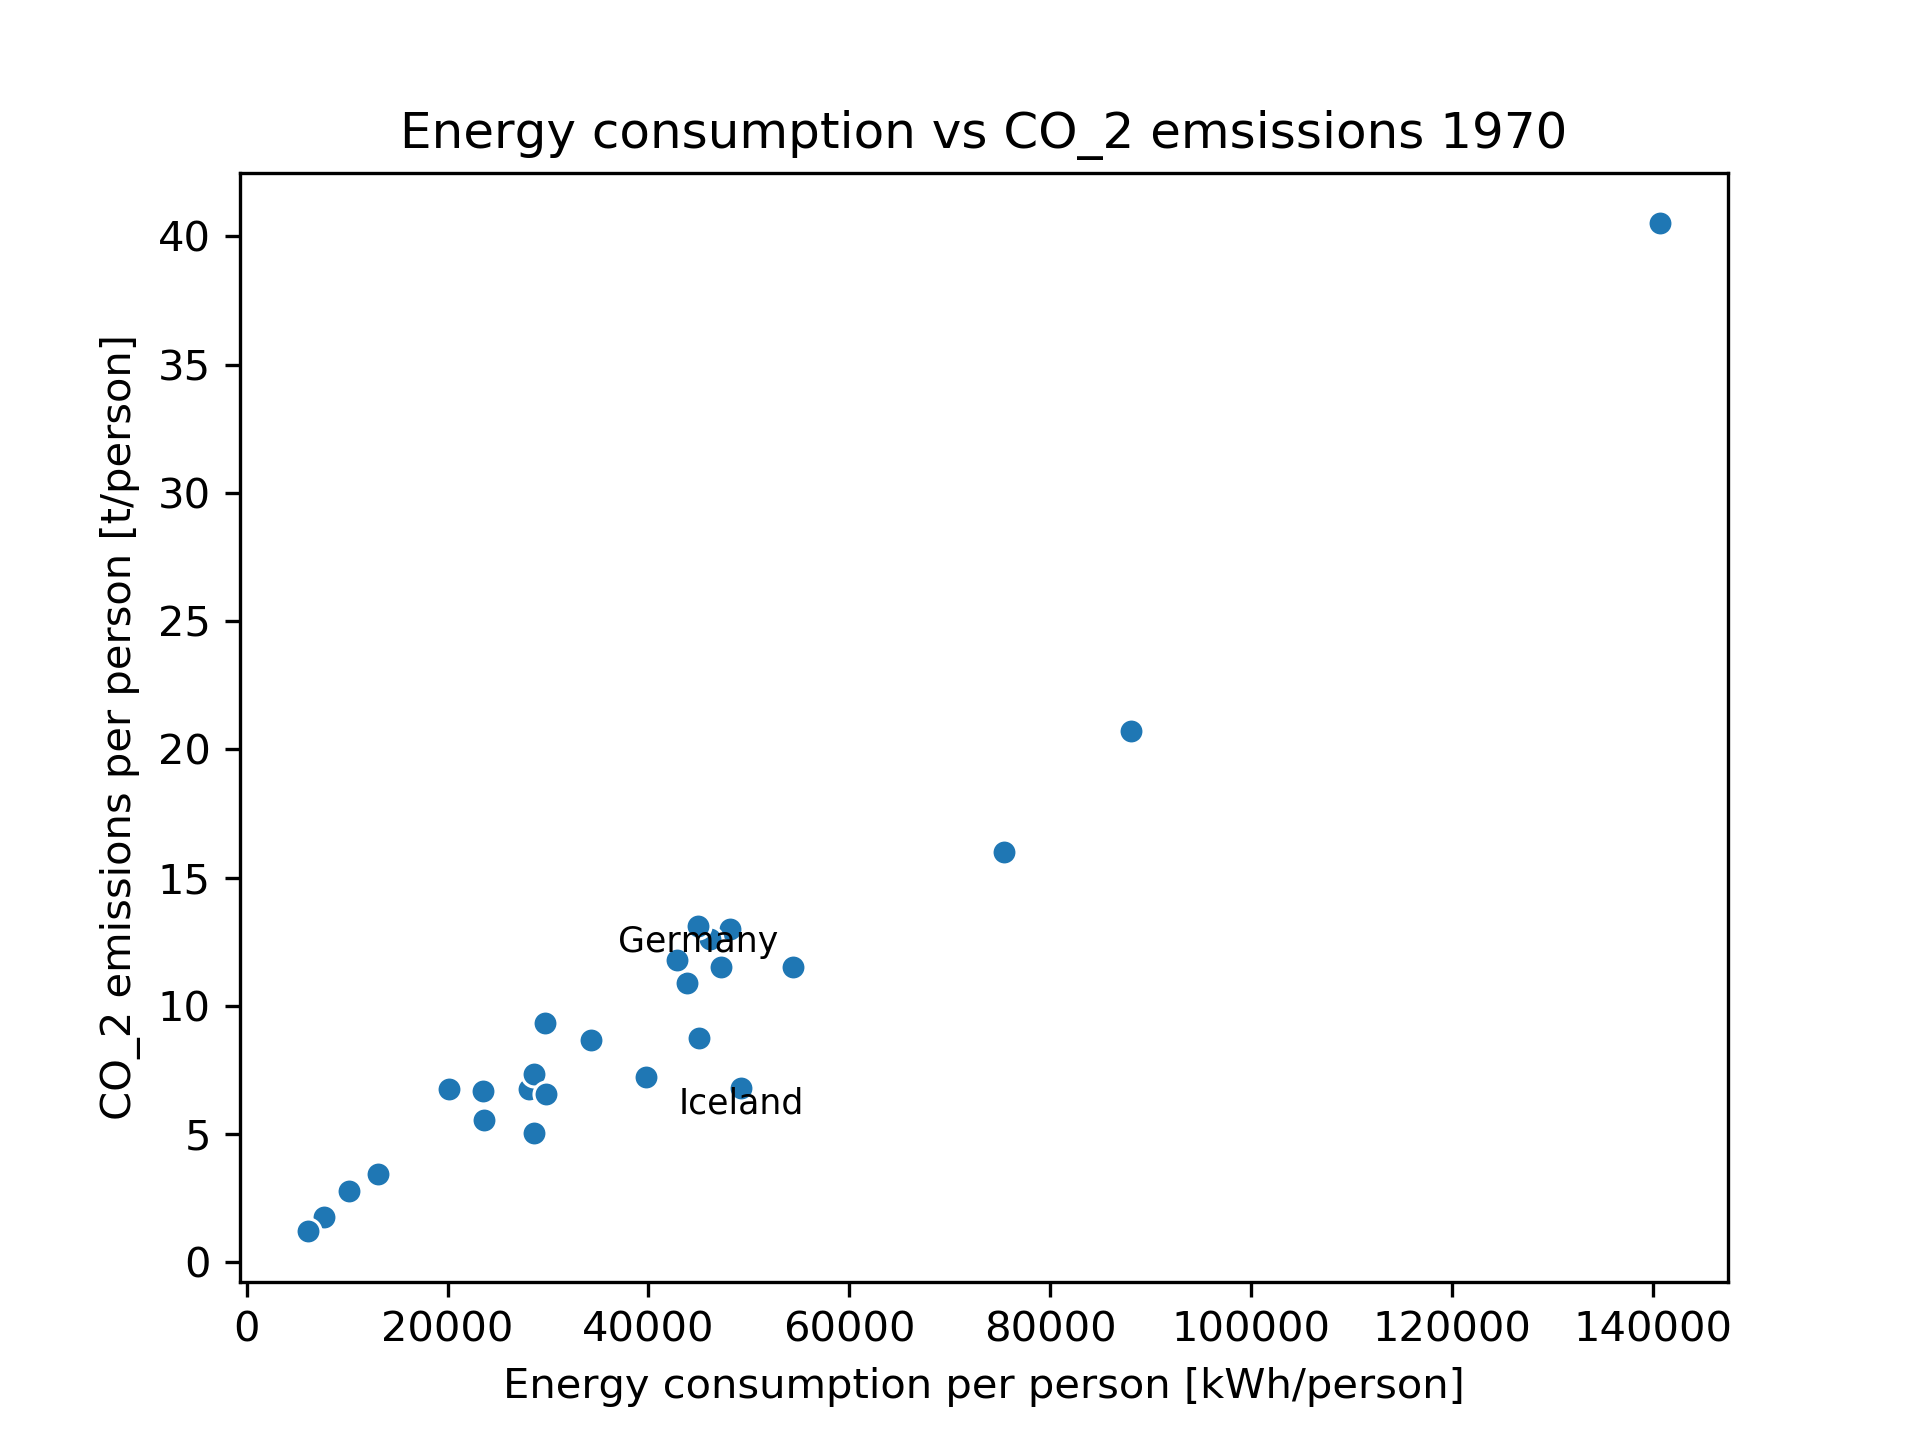 Energy consumption vs CO_2 emsissions 1970
CO_2 emissions per person [t/person]
40
35
30
25
20
15
10
5
0
Germany
Iceland
0 20000 40000 60000 80000 100000 120000 140000
Energy consumption per person [kWh/person]